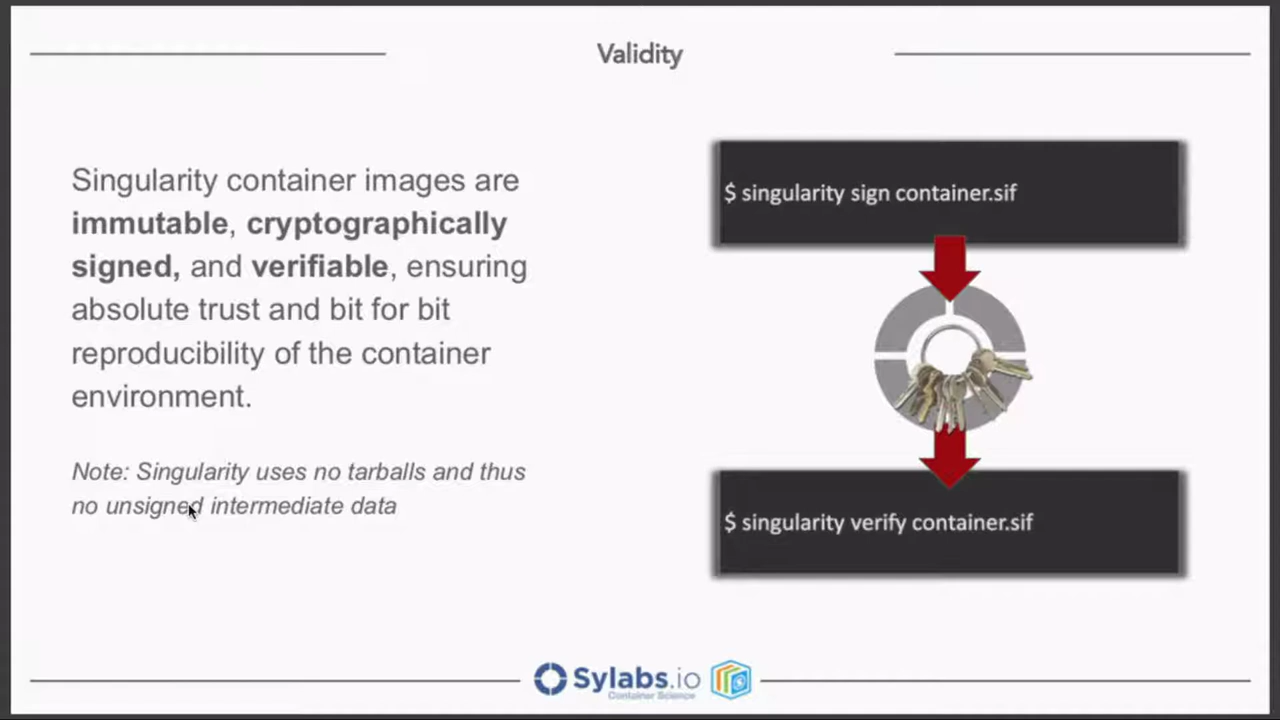 Validity
Singularity container images are
immutable, cryptographically
signed, and verifiable, ensuring
absolute trust and bit for bit
reproducibility of the container
environment.
Note: Singularity uses no tarballs and thus
no unsigned intermediate data
$ singularity sign container.sif
$ singularity verify container.sif
Sylabs.io
Container Science